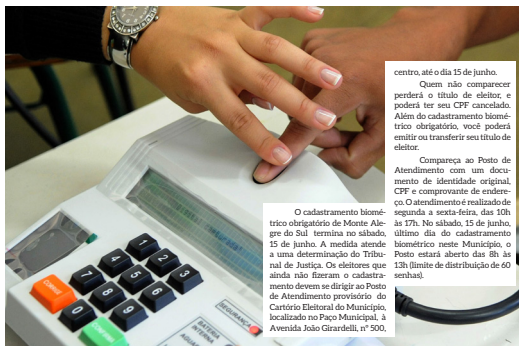 O cadastramento biomé-
trico obrigatório de Monte Ale-
gre do Sul termina no sábado,
15 de junho. A medida atende
a uma determinação do Tribu-
nal de Justiça. Os eleitores que
ainda não fizeram o cadastra-
mento devem se dirigir ao Posto
de Atendimento provisório do
Cartório Eleitoral do Município,
localizado no Paço Municipal, à
Avenida João Girardelli, nº 500,
centro, até o dia 15 de junho.
Quem não comparecer
perderá o título de eleitor, e
poderá ter seu CPF cancelado.
Além do cadastramento biomé-
trico obrigatório, você poderá
emitir ou transferir seu título de
eleitor.
Compareça ao Posto de
Atendimento com um docu-
mento de identidade original,
CPF e comprovante de endere-
ço. O atendimento é realizado de
segunda a sexta-feira, das 10h
às 17h. No sábado, 15 de junho,
último dia do cadastramento
biométrico neste Município, o
Posto estará aberto das 8h às
13h (limite de distribuição de 60
senhas).
1
2
3
4
5
6
7
8
9
0
CORRIGE
CONFIRMA
SEGURANÇA
BATERIA
INTERNA